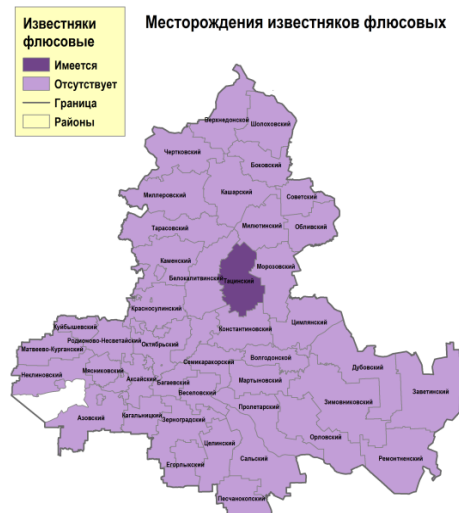 Известняки
флюсовые
Имеется
Отсутствует
Граница
Районы
Месторождения известняков флюсовых
Верхнедонской
Шолоховский
Чертковский
Боковский
Кашарский
Миллеровский
Советский
Тарасовский
Милютинский
Обливский
Каменский
Морозовский
Белокалитвинский
Тацинский
Красносулинский
Цемлянский
Константиновский
Куйбышевский
Родионово-Несветайский
Октябрьский
Матвеево-Курганский
Семикаракорский
Волгодонской
Дубовский
Мясниковский
Неклиновский
Аксайский
Багаевский
Мартыновский
Заветинский
Веселовский
Зимовниковский
Азовский
Кагальницкий
Зерноградский
Пролетарский
Целинский
Орловский
Сальский
Егорлыкский
Ремонтненский
Песчанокопский